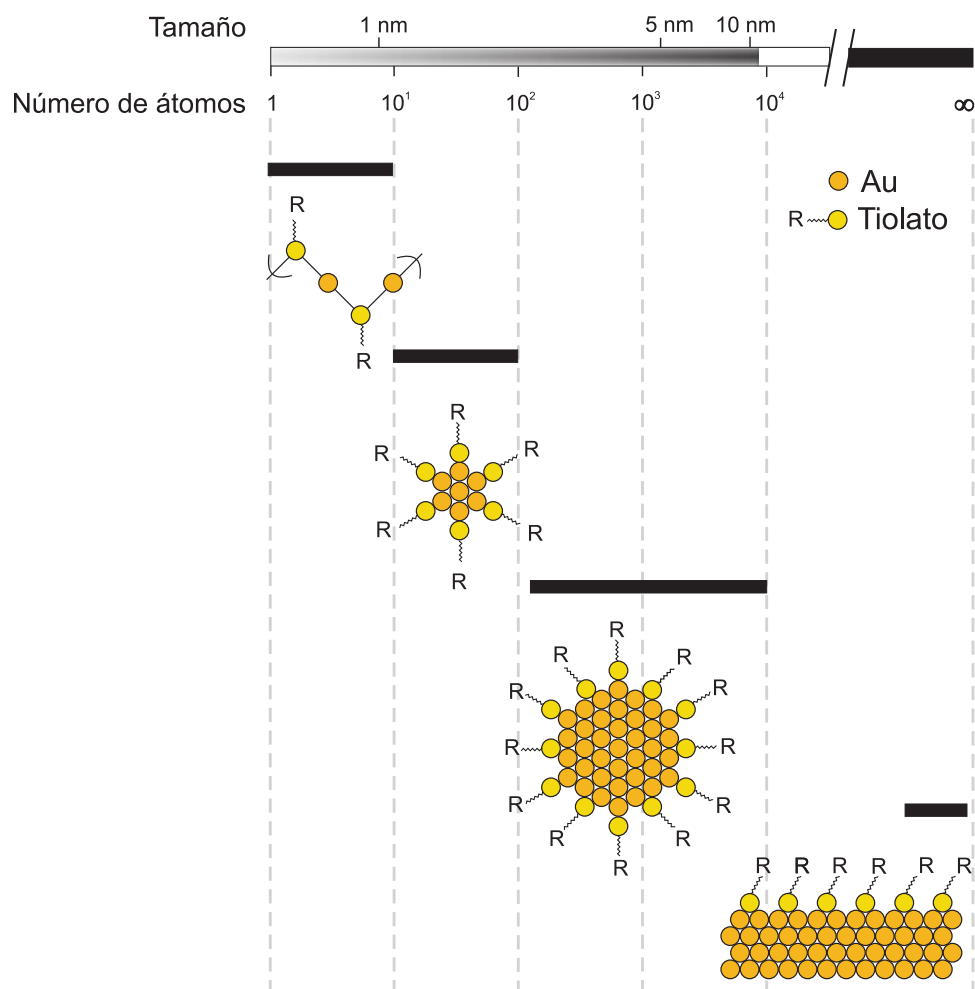 Tamaño 1 nm 5 nm 10 nm
Número de átomos 1 10¹ 10² 10³ 10⁴ ∞
Au
R Tiolato
R
R
R
R R
R R
R
R
R R
R R
R R
R R
R R
R
R R R R R R